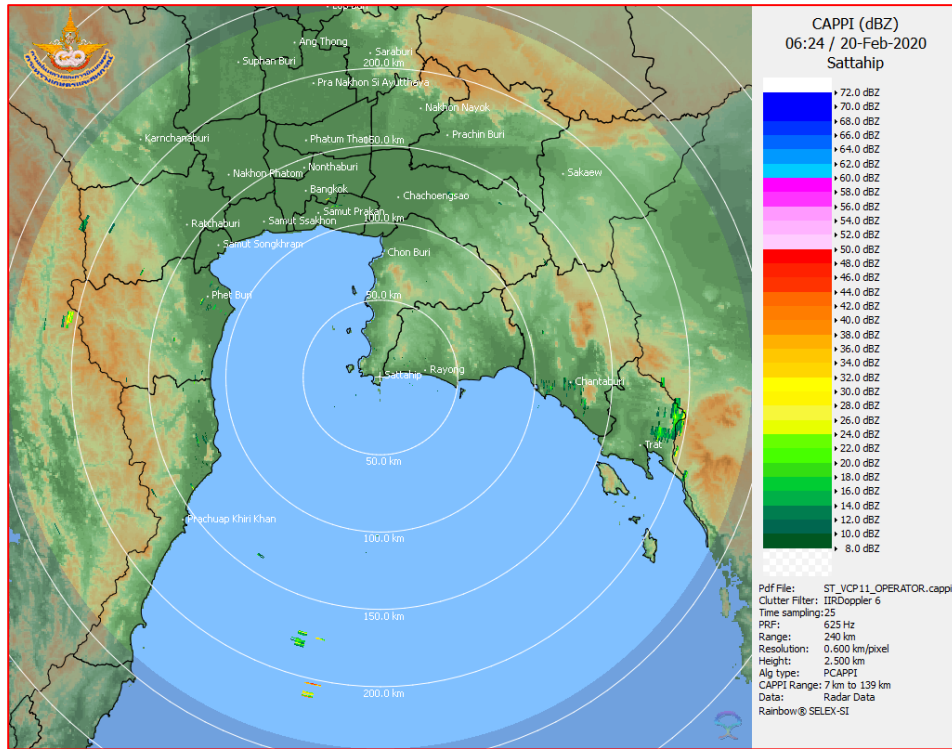 CAPPI (dBZ)
06:24 / 20-Feb-2020
Sattahip
72.0 dBZ
70.0 dBZ
68.0 dBZ
66.0 dBZ
64.0 dBZ
62.0 dBZ
60.0 dBZ
58.0 dBZ
56.0 dBZ
54.0 dBZ
52.0 dBZ
50.0 dBZ
48.0 dBZ
46.0 dBZ
44.0 dBZ
42.0 dBZ
40.0 dBZ
38.0 dBZ
36.0 dBZ
34.0 dBZ
32.0 dBZ
30.0 dBZ
28.0 dBZ
26.0 dBZ
24.0 dBZ
22.0 dBZ
20.0 dBZ
18.0 dBZ
16.0 dBZ
14.0 dBZ
12.0 dBZ
10.0 dBZ
8.0 dBZ
Pdf File: ST_VCP11_OPERATOR.cappi
Clutter Filter: IIRDoppler 6
Time sampling:25
PRF: 625 Hz
Range: 240 km
Resolution: 0.600 km/pixel
Height: 2.500 km
Alg type: PCAPPI
CAPPI Range: 7 km to 139 km
Data: Radar Data
Rainbow® SELEX-SI
Ang Thong
Saraburi
Suphan Buri
200.0 km
Pra Nakhon Si Ayutthaya
Nakhon Nayok
Karnchanaburi
Phatum
Prachin Buri
Nonthaburi
Nakhon Phatom
Sakaew
Bangkok
Chachoengsao
Samut Prakan
Ratchaburi
Samut Ssakhon
100.0 km
Samut Songkhram
Chon Buri
Phet Buri
50.0 km
Rayong
Sattahip
Chantaburi
Trat
50.0 km
Prachuap Khiri Khan
100.0 km
150.0 km
200.0 km